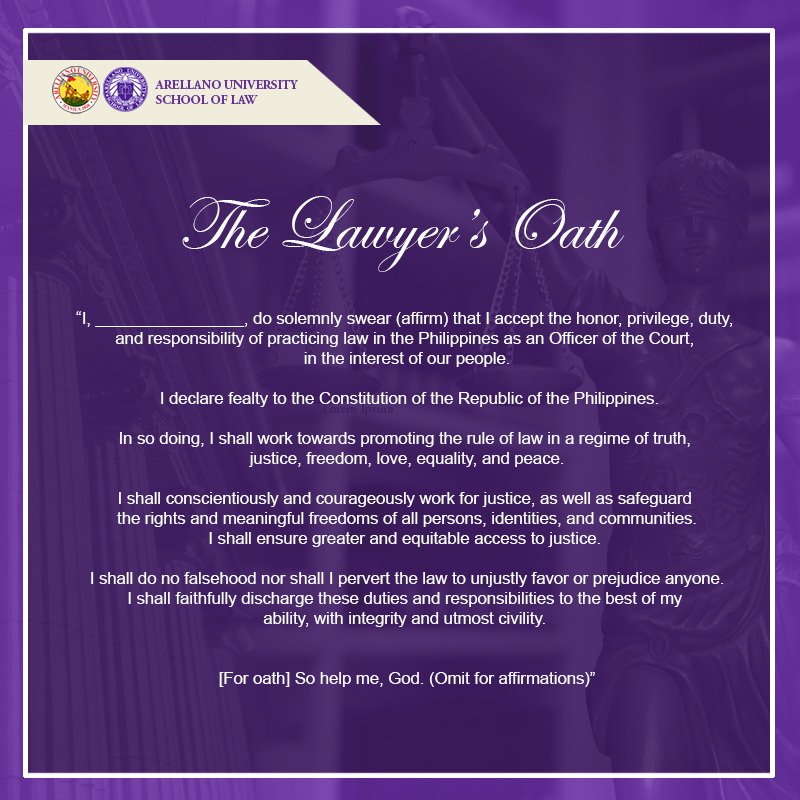 ARELLANO UNIVERSITY
SCHOOL OF LAW
The Lawyer's Oath
“I, ________________, do solemnly swear (affirm) that I accept the honor, privilege, duty,
and responsibility of practicing law in the Philippines as an Officer of the Court,
in the interest of our people.
I declare fealty to the Constitution of the Republic of the Philippines.
Lorem Ipsum
In so doing, I shall work towards promoting the rule of law in a regime of truth,
justice, freedom, love, equality, and peace.
I shall conscientiously and courageously work for justice, as well as safeguard
the rights and meaningful freedoms of all persons, identities, and communities.
I shall ensure greater and equitable access to justice.
I shall do no falsehood nor shall I pervert the law to unjustly favor or prejudice anyone.
I shall faithfully discharge these duties and responsibilities to the best of my
ability, with integrity and utmost civility.
[For oath] So help me, God. (Omit for affirmations)”